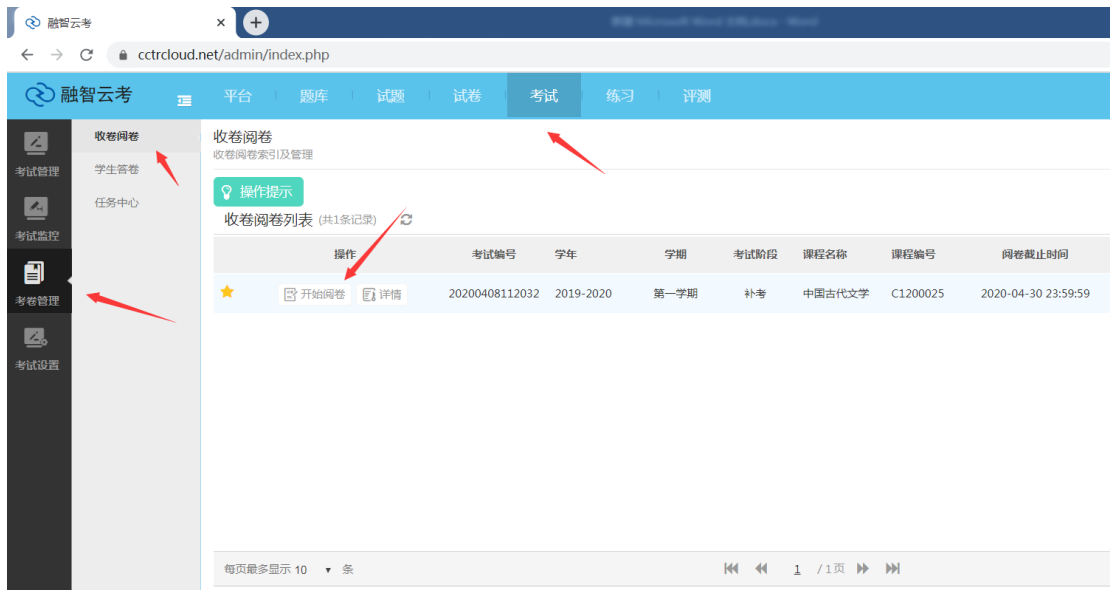 融智云考 × +
cctrcloud.net/admin/index.php
融智云考 平台 题库 试题 试卷 考试 练习 评测
考试管理
考试监控
考卷管理
考试设置
收卷阅卷
学生答卷
任务中心
收卷阅卷
收卷阅卷索引及管理
操作提示
收卷阅卷列表 (共1条记录)
操作 考试编号 学年 学期 考试阶段 课程名称 课程编号 阅卷截止时间
开始阅卷 详情 20200408112032 2019-2020 第一学期 补考 中国古代文学 C1200025 2020-04-30 23:59:59
每页最多显示 10 ▼ 条 1 / 1页